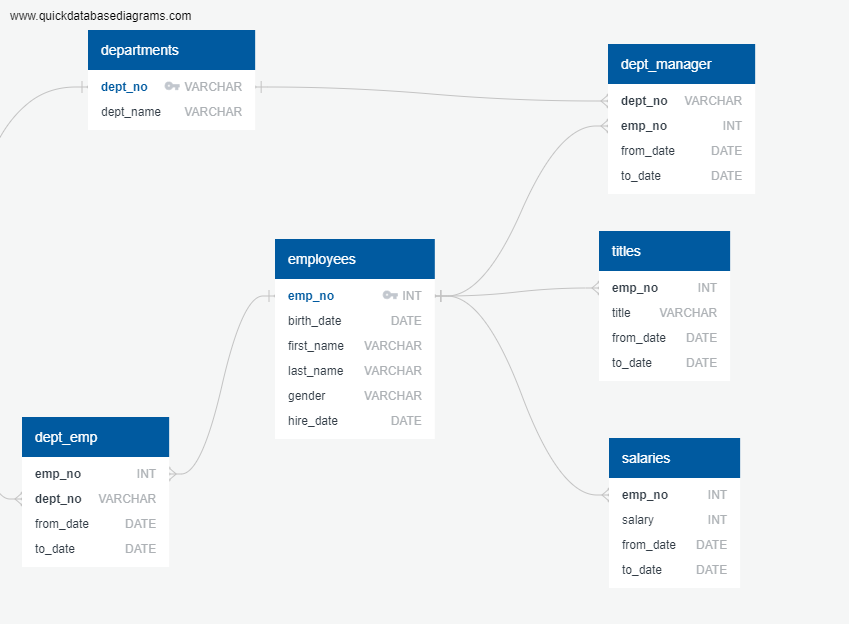 www.quickdatabasediagrams.com
departments
dept_no VARCHAR
dept_name VARCHAR
dept_manager
dept_no VARCHAR
emp_no INT
from_date DATE
to_date DATE
employees
emp_no INT
birth_date DATE
first_name VARCHAR
last_name VARCHAR
gender VARCHAR
hire_date DATE
titles
emp_no INT
title VARCHAR
from_date DATE
to_date DATE
dept_emp
emp_no INT
dept_no VARCHAR
from_date DATE
to_date DATE
salaries
emp_no INT
salary INT
from_date DATE
to_date DATE